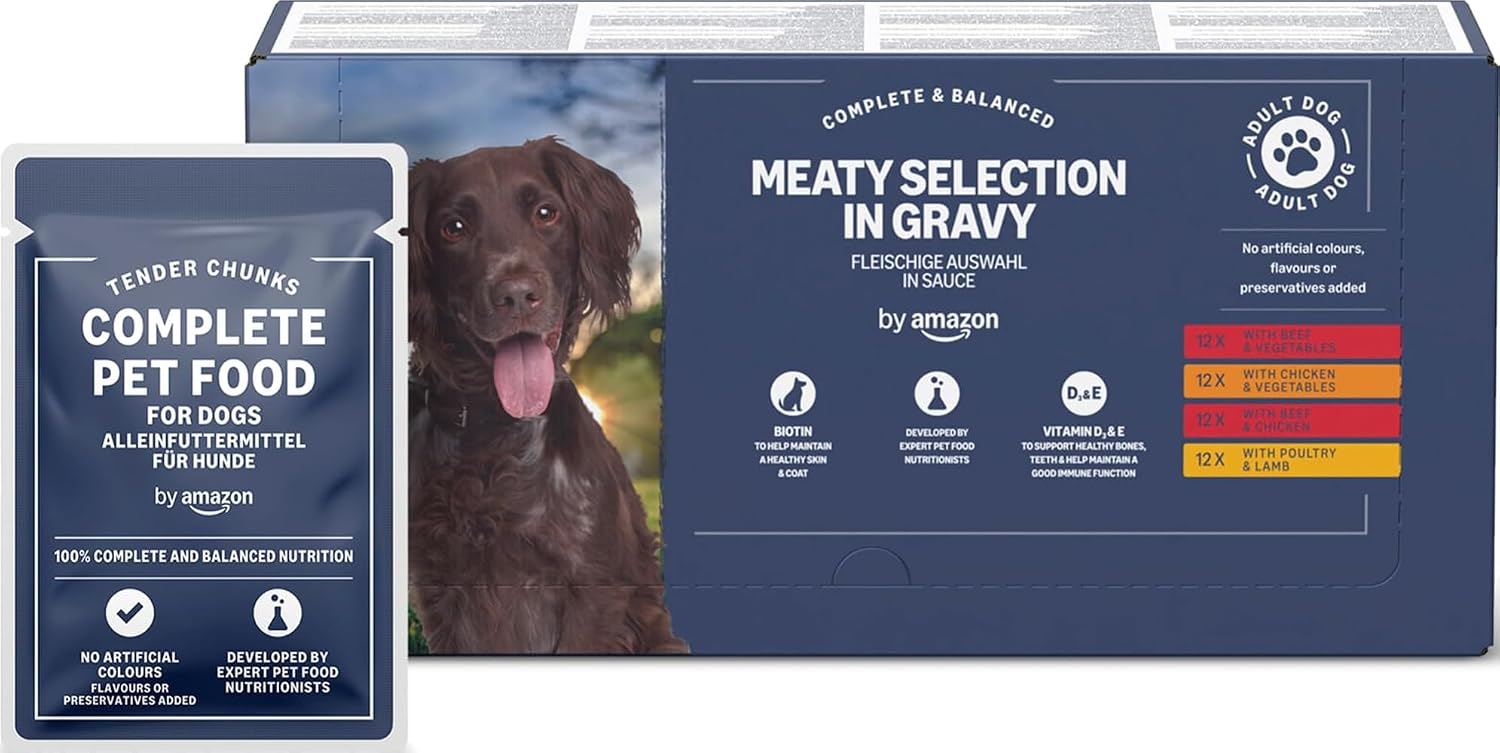 TENDER CHUNKS
COMPLETE
PET FOOD
FOR DOGS
ALLEINFUTTERMITTEL
FÜR HUNDE
by amazon
100% COMPLETE AND BALANCED NUTRITION
NO ARTIFICIAL
COLOURS
FLAVOURS OR
PRESERVATIVES ADDED
DEVELOPED BY
EXPERT PET FOOD
NUTRITIONISTS
COMPLETE & BALANCED
MEATY SELECTION
IN GRAVY
FLEISCHIGE AUSWAHL
IN SAUCE
by amazon
BIOTIN
TO HELP MAINTAIN
A HEALTHY SKIN
& COAT
DEVELOPED BY
EXPERT PET FOOD
NUTRITIONISTS
D₃&E
VITAMIN D₃ & E
TO SUPPORT HEALTHY BONES,
TEETH & HELP MAINTAIN A
GOOD IMMUNE FUNCTION
ADULT DOG
ADULT DOG
No artificial colours,
flavours or
preservatives added
12 X WITH BEEF
& VEGETABLES
12 X WITH CHICKEN
& VEGETABLES
12 X WITH BEEF
& CHICKEN
12 X WITH POULTRY
& LAMB